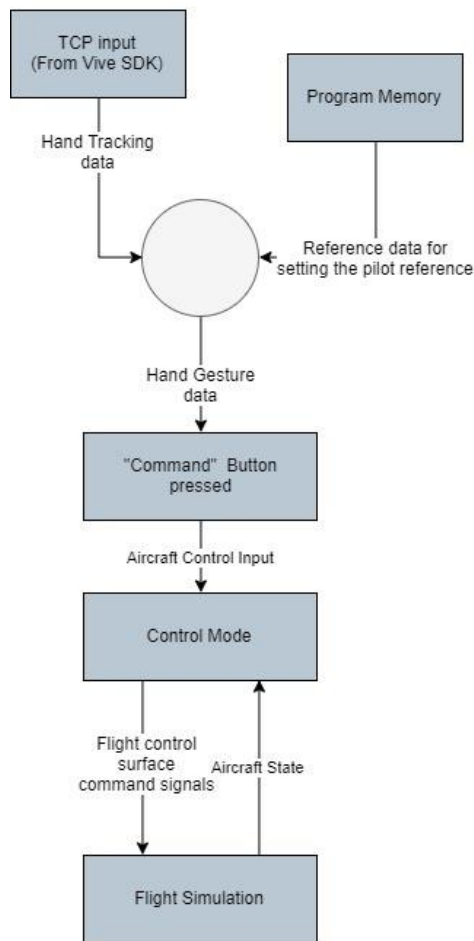 TCP input
(From Vive SDK)
Program Memory
Hand Tracking
data
Reference data for
setting the pilot reference
Hand Gesture
data
"Command" Button
pressed
Aircraft Control Input
Control Mode
Flight control
surface
command signals
Aircraft State
Flight Simulation